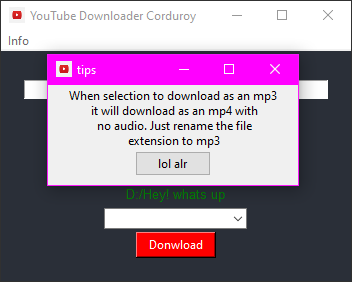 YouTube Downloader Corduroy
Info
tips
When selection to download as an mp3
it will download as an mp4 with
no audio. Just rename the file
extension to mp3
lol alr
D:/Hey! whats up
Donwload